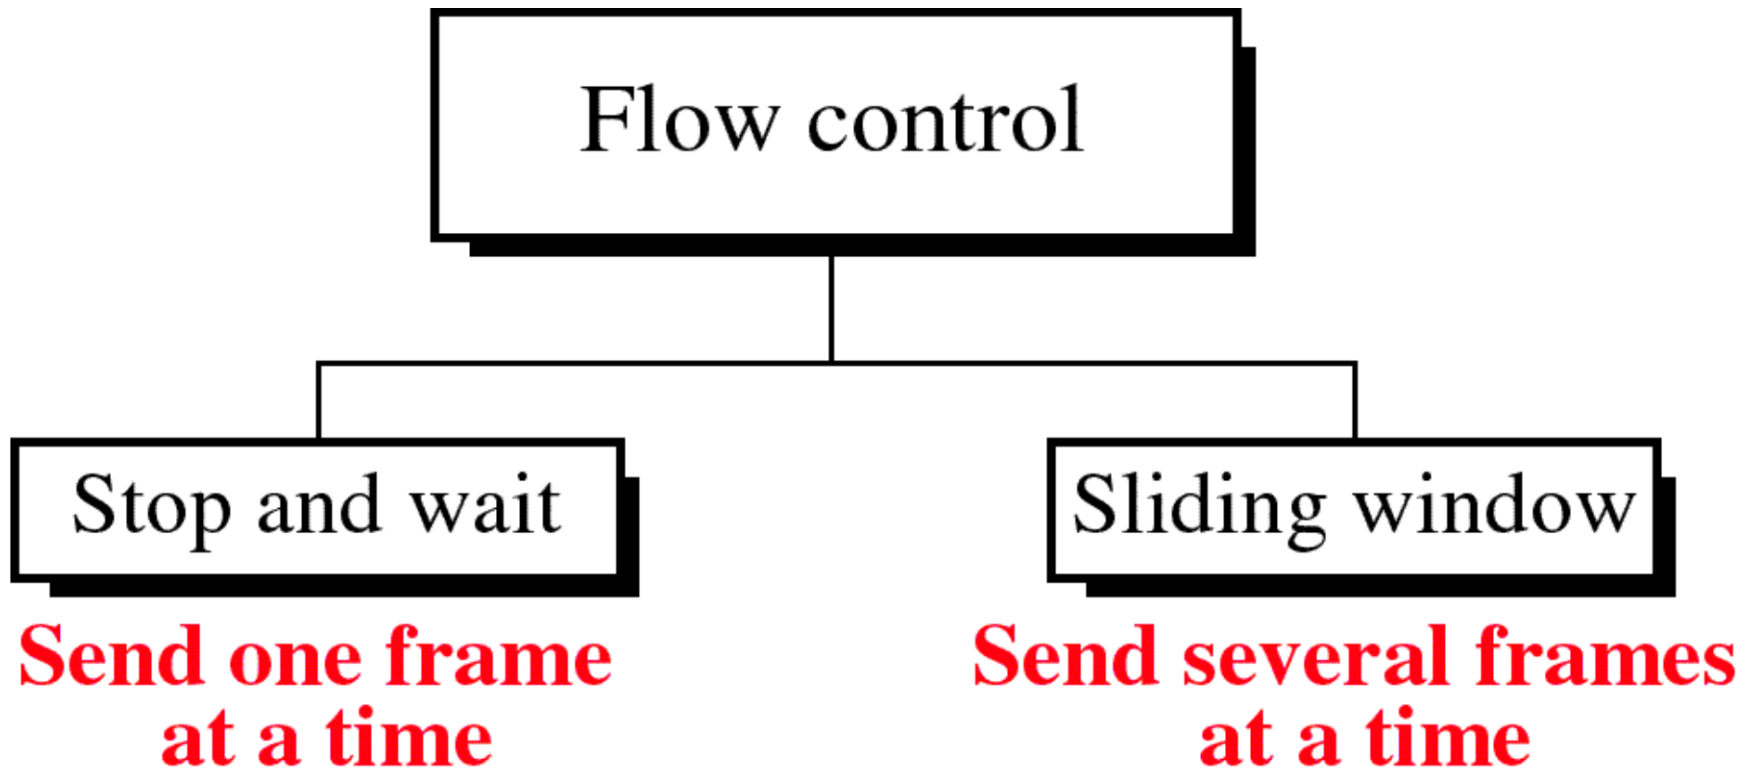 Flow control
Stop and wait
Sliding window
Send one frame
at a time
Send several frames
at a time